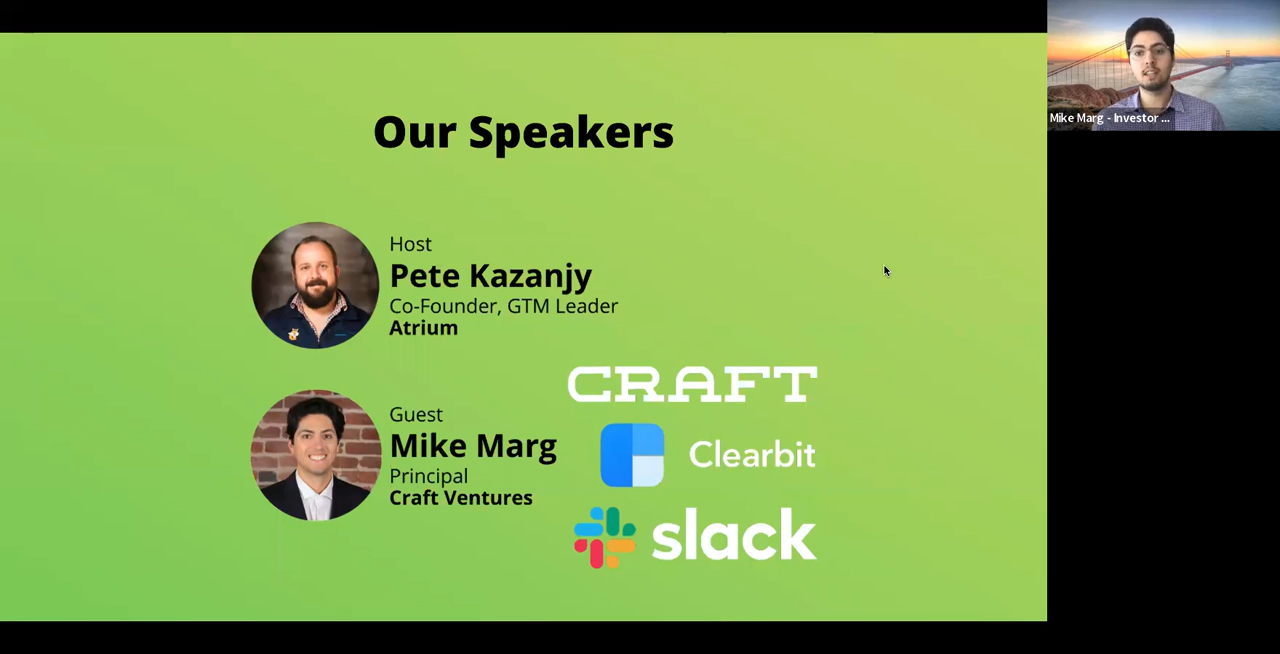 Our Speakers
Host
Pete Kazanjy
Co-Founder, GTM Leader
Atrium
Guest
Mike Marg
Principal
Craft Ventures
CRAFT
Clearbit
slack
Mike Marg - Investor ...